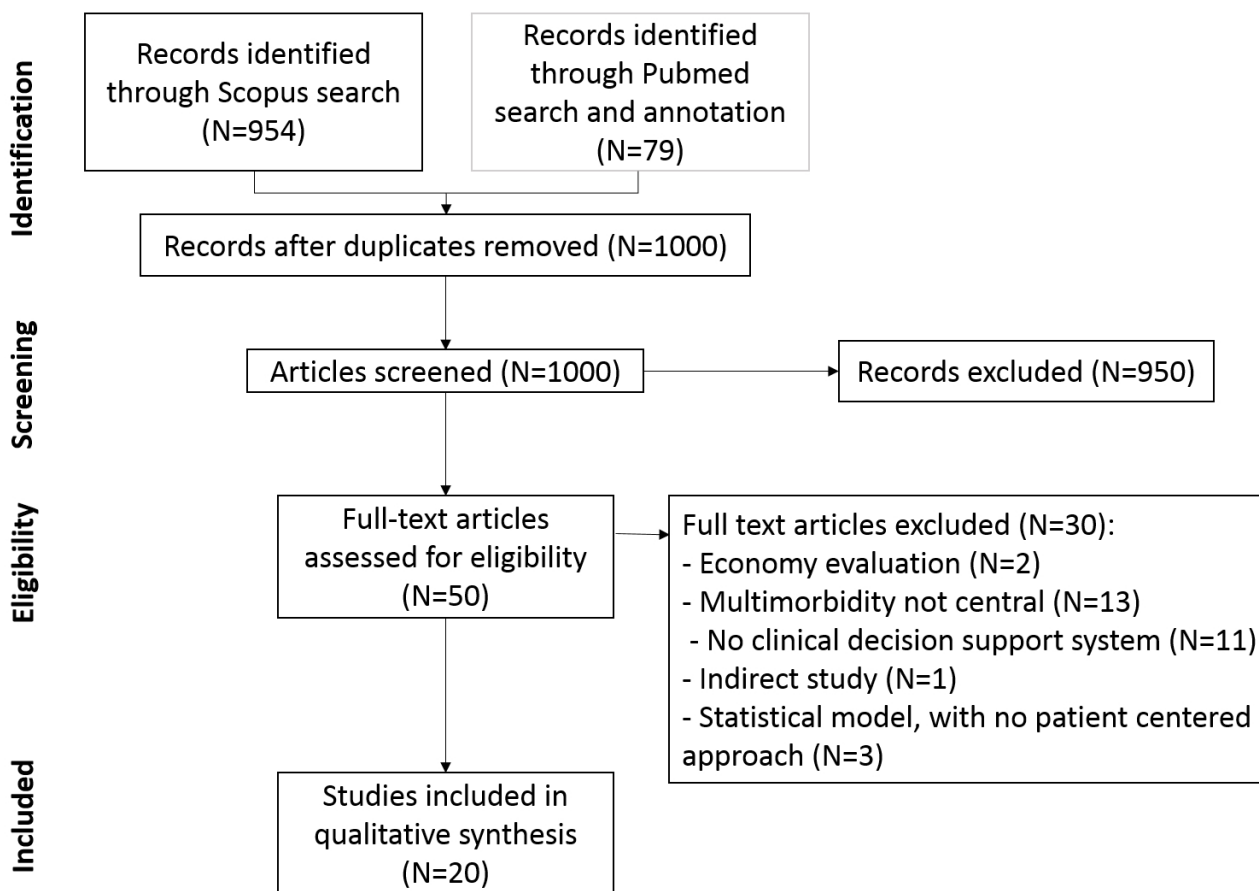 Identification
Records identified
through Scopus search
(N=954)
Records identified
through Pubmed
search and annotation
(N=79)
Records after duplicates removed (N=1000)
Screening
Articles screened (N=1000)
Records excluded (N=950)
Eligibility
Full-text articles
assessed for eligibility
(N=50)
Full text articles excluded (N=30):
- Economy evaluation (N=2)
- Multimorbidity not central (N=13)
- No clinical decision support system (N=11)
- Indirect study (N=1)
- Statistical model, with no patient centered
approach (N=3)
Included
Studies included in
qualitative synthesis
(N=20)